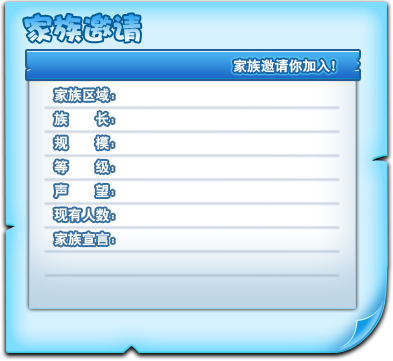 家族邀请
家族邀请你加入!
家族区域:
族 长:
规 模:
等 级:
声 望:
现有人数:
家族宣言: